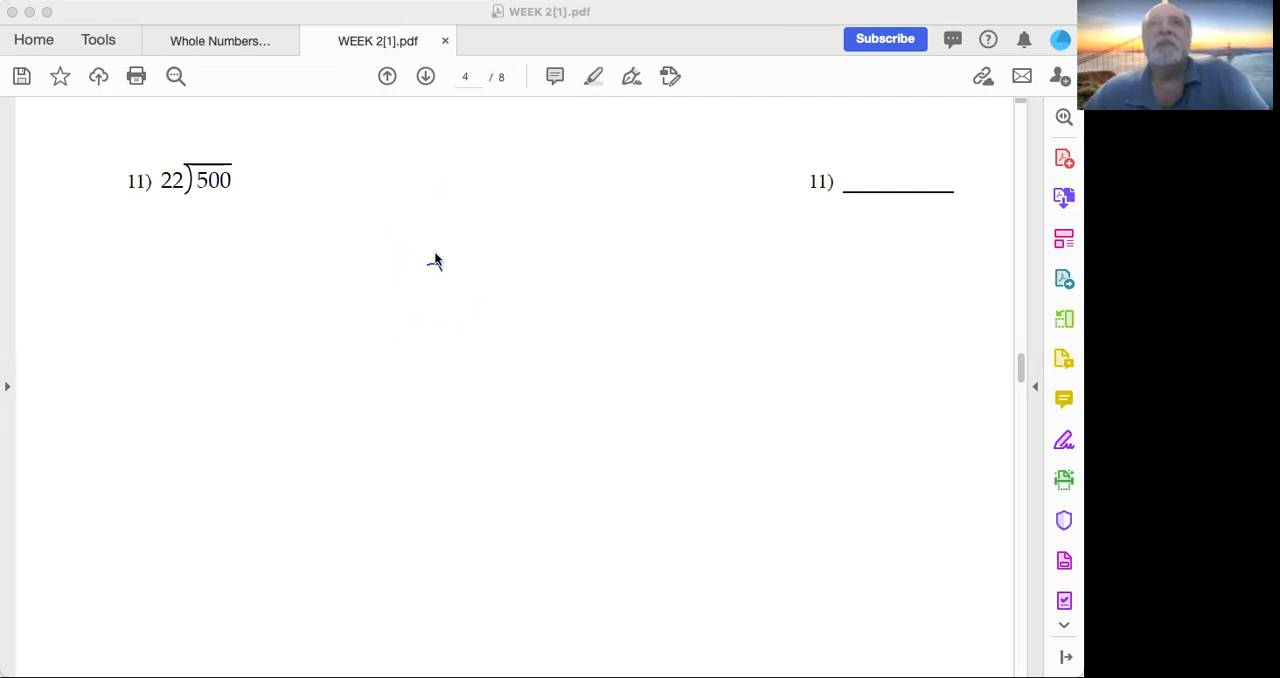 WEEK 2[1].pdf
Home Tools Whole Numbers... WEEK 2[1].pdf × Subscribe
4 / 8
11) 22)500 11) __________